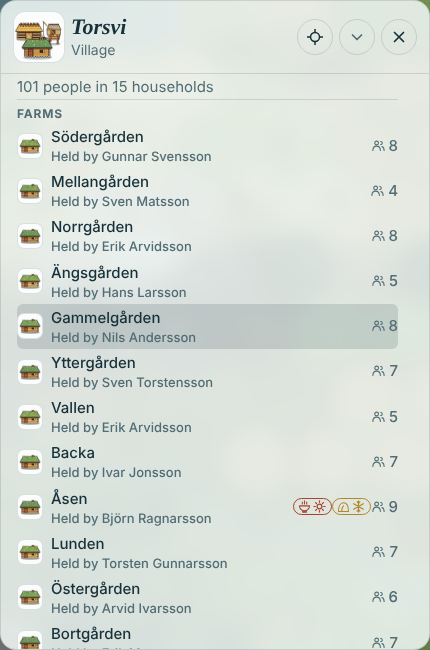 Torsvi
Village
101 people in 15 households
FARMS
Södergården
Held by Gunnar Svensson
8
Mellangården
Held by Sven Matsson
4
Norrgården
Held by Erik Arvidsson
8
Ängsgården
Held by Hans Larsson
5
Gammelgården
Held by Nils Andersson
8
Yttergården
Held by Sven Torstensson
7
Vallen
Held by Erik Arvidsson
5
Backa
Held by Ivar Jonsson
7
Åsen
Held by Björn Ragnarsson
9
Lunden
Held by Torsten Gunnarsson
7
Östergården
Held by Arvid Ivarsson
6
Bortgården
7